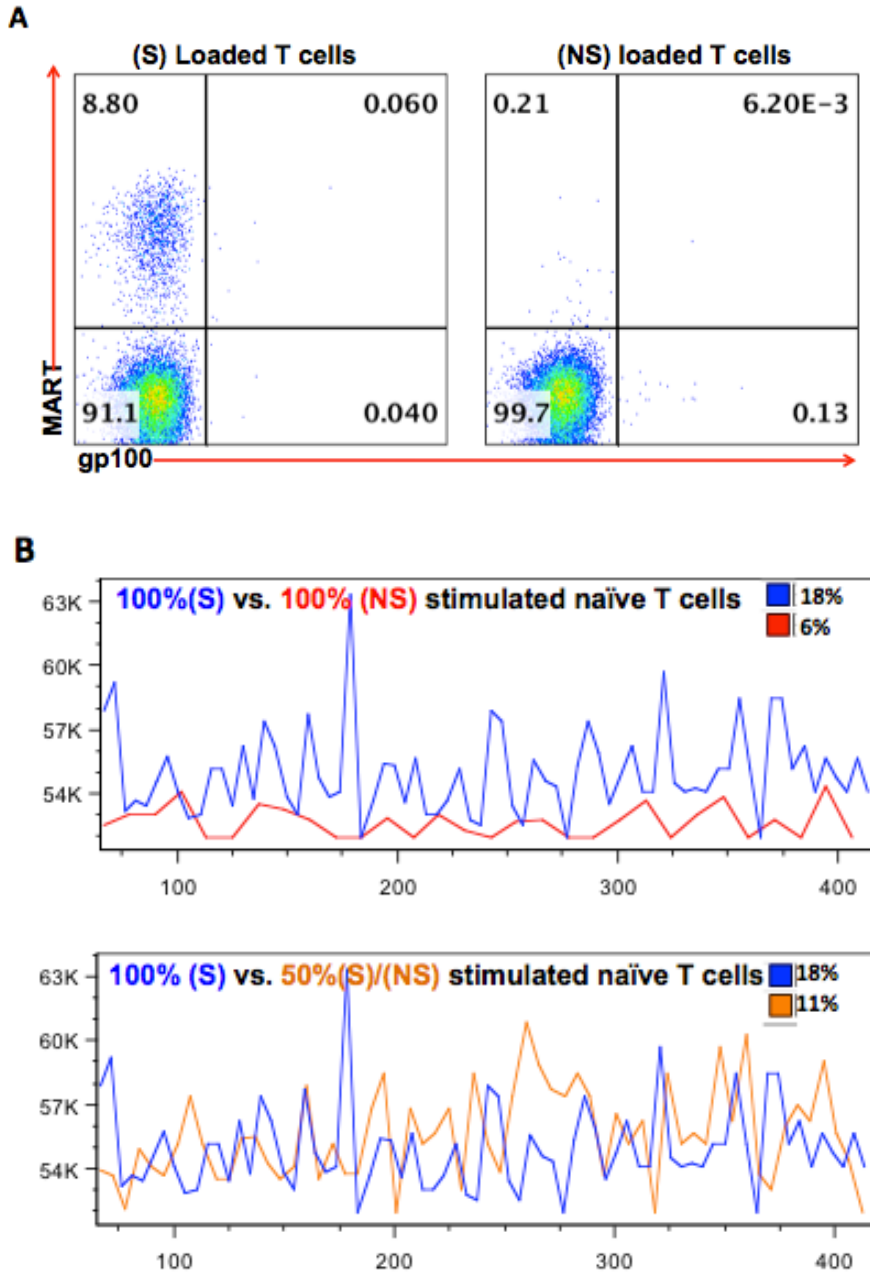 A
(S) Loaded T cells
(NS) loaded T cells
8.80
0.060
0.21
6.20E−3
91.1
0.040
99.7
0.13
MART
gp100
B
100%(S) vs. 100% (NS) stimulated naïve T cells
18%
6%
63K
60K
57K
54K
100
200
300
400
100% (S) vs. 50%(S)/(NS) stimulated naïve T cells
18%
11%
63K
60K
57K
54K
100
200
300
400